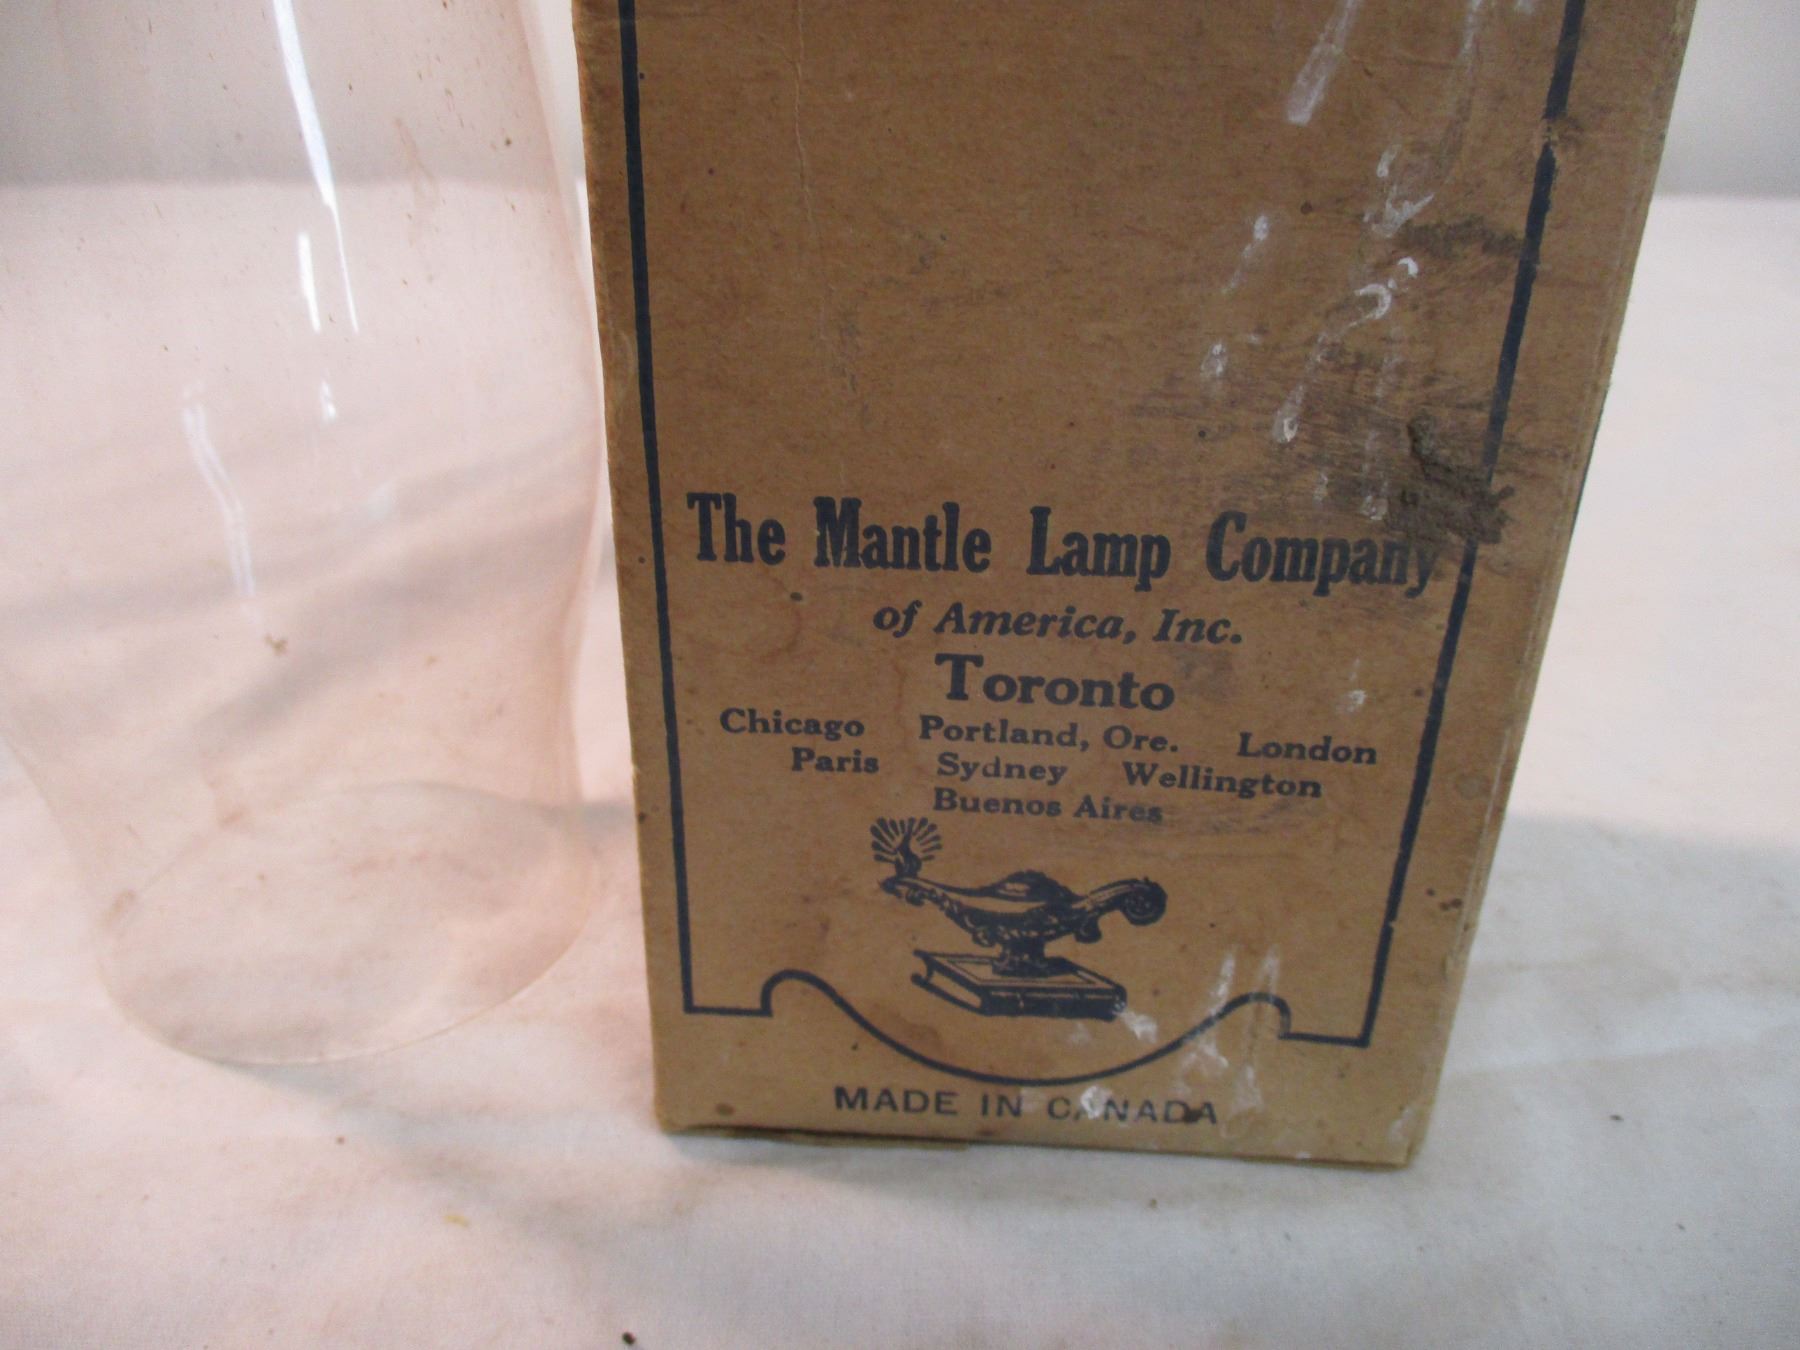 The Mantle Lamp Company
of America, Inc.
Toronto
Chicago Portland, Ore. London
Paris Sydney Wellington
Buenos Aires
MADE IN CANADA